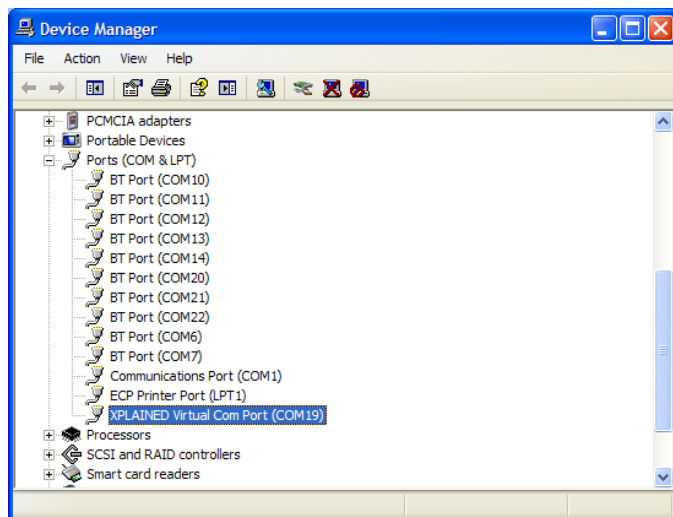 Device Manager
File Action View Help
PCMCIA adapters
Portable Devices
Ports (COM & LPT)
BT Port (COM10)
BT Port (COM11)
BT Port (COM12)
BT Port (COM13)
BT Port (COM14)
BT Port (COM20)
BT Port (COM21)
BT Port (COM22)
BT Port (COM6)
BT Port (COM7)
Communications Port (COM1)
ECP Printer Port (LPT1)
XPLAINED Virtual Com Port (COM19)
Processors
SCSI and RAID controllers
Smart card readers